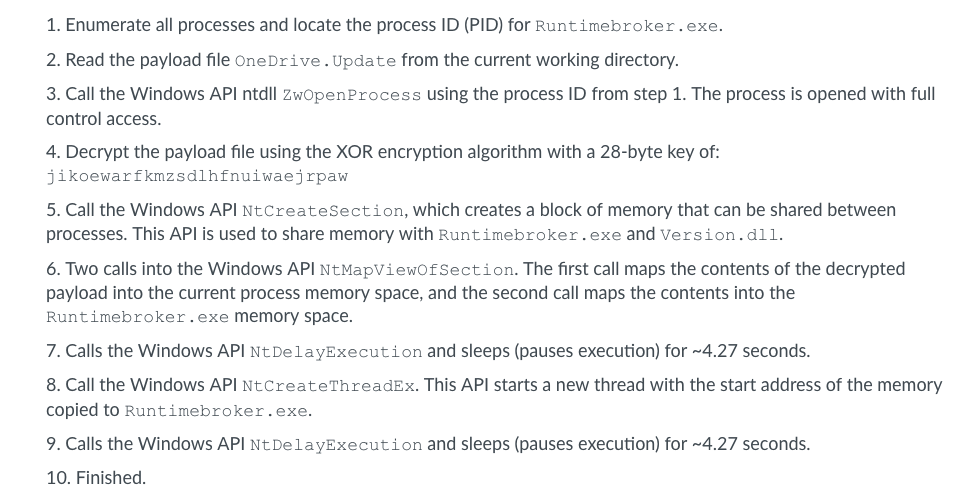 1. Enumerate all processes and locate the process ID (PID) for Runtimebroker.exe.
2. Read the payload file OneDrive.Update from the current working directory.
3. Call the Windows API ntdll ZwOpenProcess using the process ID from step 1. The process is opened with full
control access.
4. Decrypt the payload file using the XOR encryption algorithm with a 28-byte key of:
jikoewarfkmzsdlhfnuiwaejrpaw
5. Call the Windows API NtCreateSection, which creates a block of memory that can be shared between
processes. This API is used to share memory with Runtimebroker.exe and Version.dll.
6. Two calls into the Windows API NtMapViewOfSection. The first call maps the contents of the decrypted
payload into the current process memory space, and the second call maps the contents into the
Runtimebroker.exe memory space.
7. Calls the Windows API NtDelayExecution and sleeps (pauses execution) for ~4.27 seconds.
8. Call the Windows API NtCreateThreadEx. This API starts a new thread with the start address of the memory
copied to Runtimebroker.exe.
9. Calls the Windows API NtDelayExecution and sleeps (pauses execution) for ~4.27 seconds.
10. Finished.